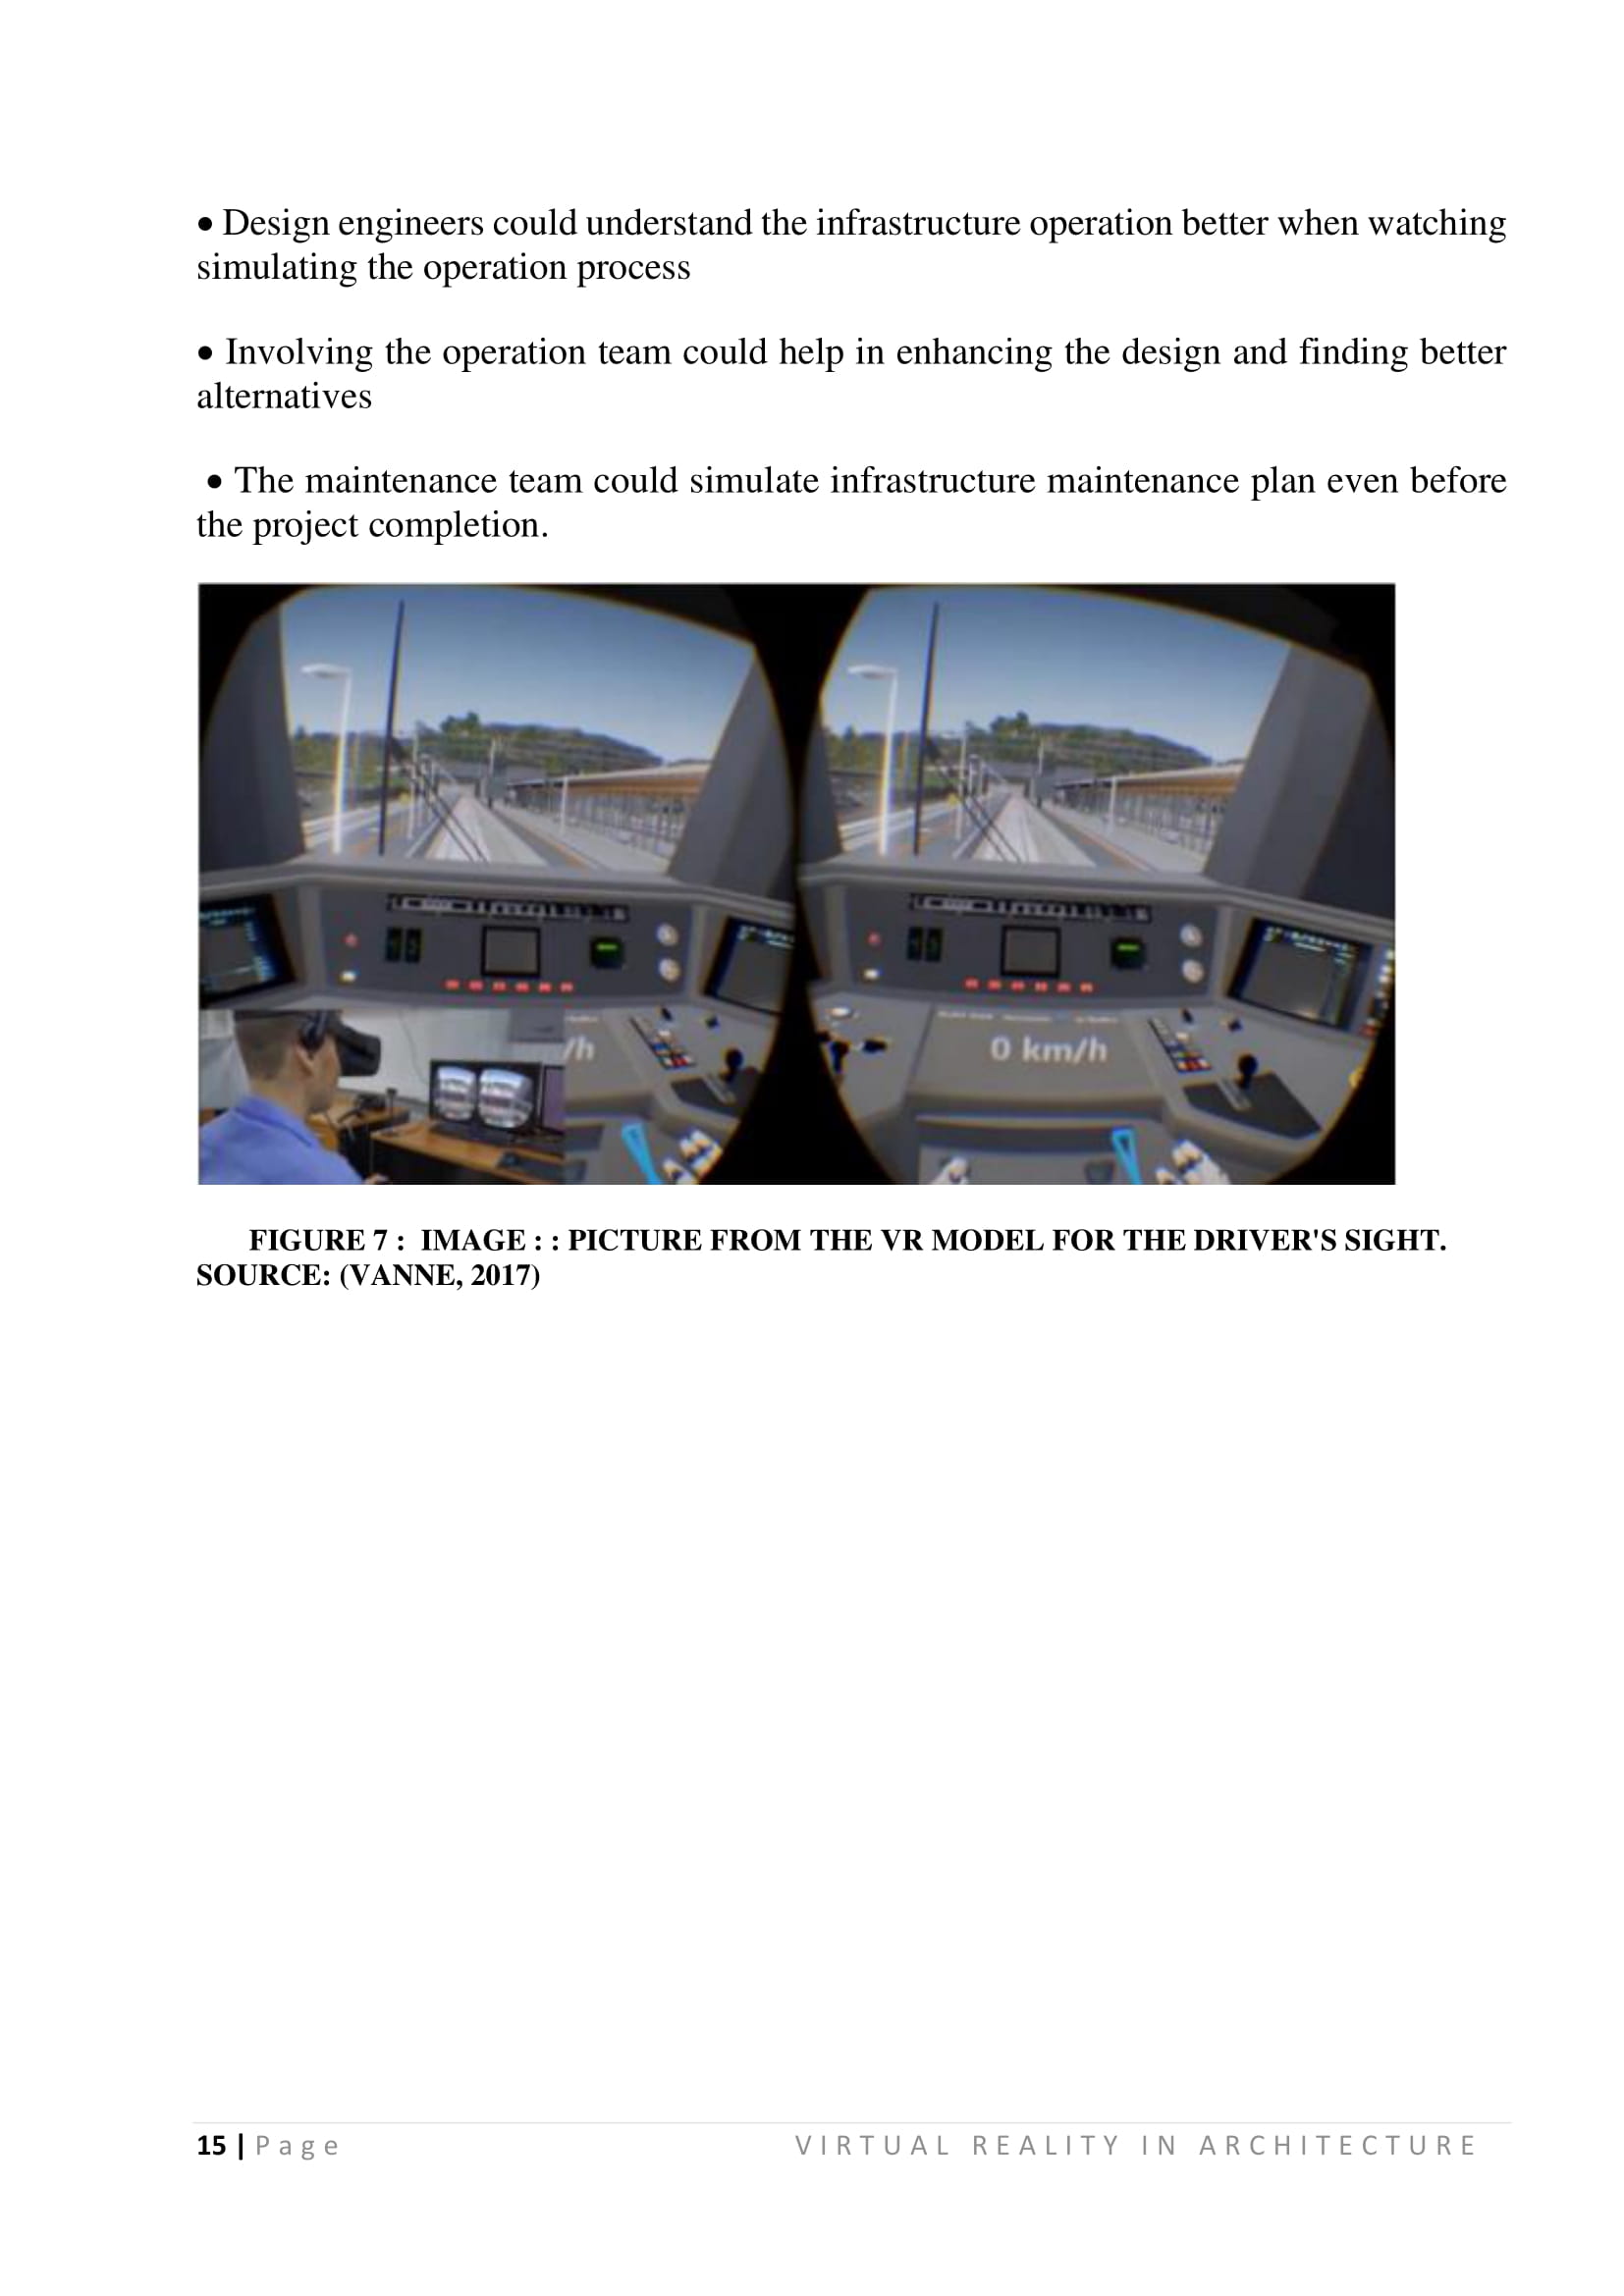 • Design engineers could understand the infrastructure operation better when watching
simulating the operation process
• Involving the operation team could help in enhancing the design and finding better
alternatives
• The maintenance team could simulate infrastructure maintenance plan even before
the project completion.
/h
0 km/h
FIGURE 7 : IMAGE : : PICTURE FROM THE VR MODEL FOR THE DRIVER'S SIGHT.
SOURCE: (VANNE, 2017)
15 | Page
VIRTUAL REALITY IN ARCHITECTURE